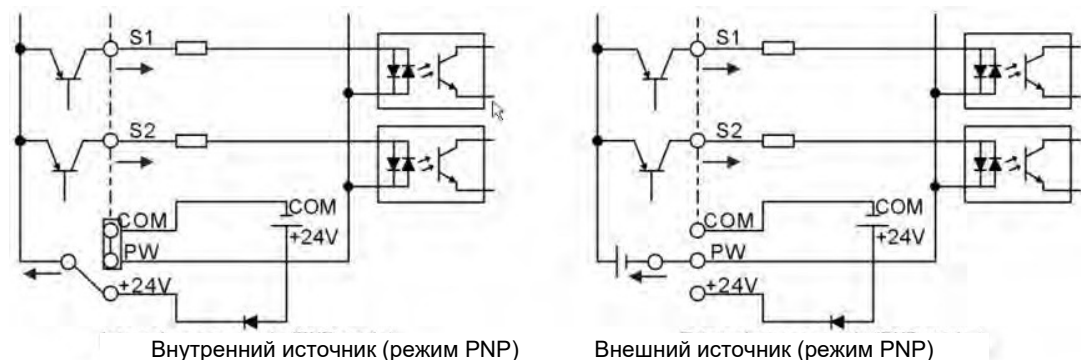 S1
S2
COM
COM
+24V
PW
+24V
Внутренний источник (режим PNP)
S1
S2
COM
COM
+24V
PW
+24V
Внешний источник (режим PNP)